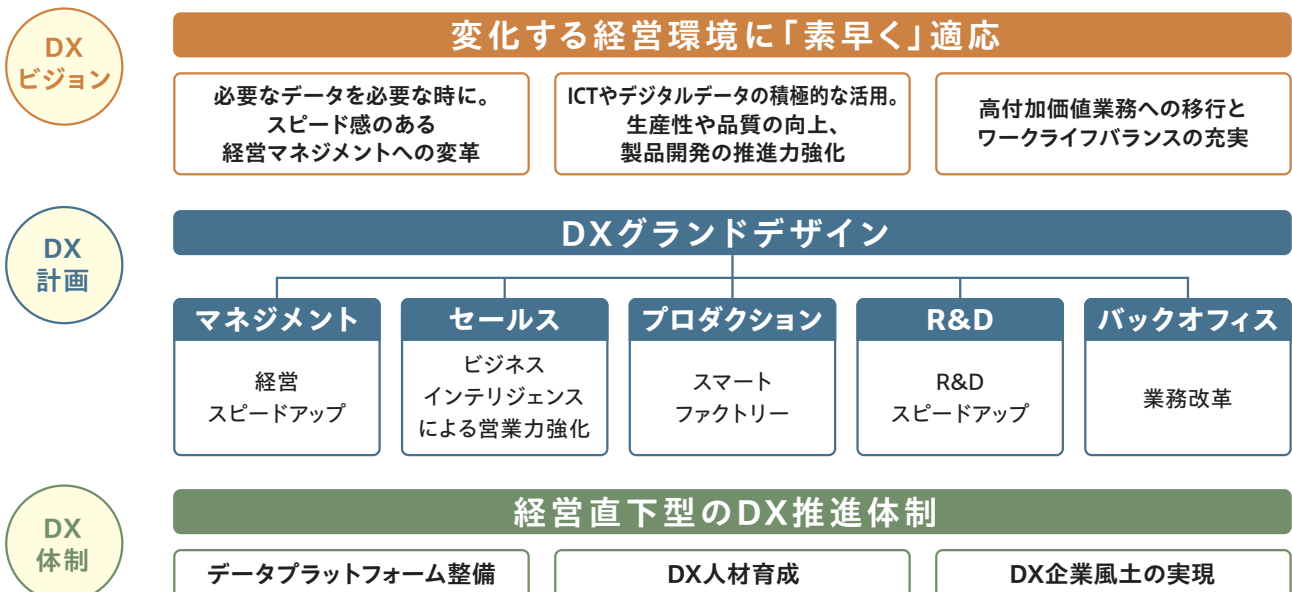 DX
ビジョン
変化する経営環境に「素早く」適応
必要なデータを必要な時に。
スピード感のある
経営マネジメントへの変革
ICTやデジタルデータの積極的な活用。
生産性や品質の向上、
製品開発の推進力強化
高付加価値業務への移行と
ワークライフバランスの充実
DX
計画
DXグランドデザイン
マネジメント
経営
スピードアップ
セールス
ビジネス
インテリジェンス
による営業力強化
プロダクション
スマート
ファクトリー
R&D
R&D
スピードアップ
バックオフィス
業務改革
DX
体制
経営直下型のDX推進体制
データプラットフォーム整備
DX人材育成
DX企業風土の実現